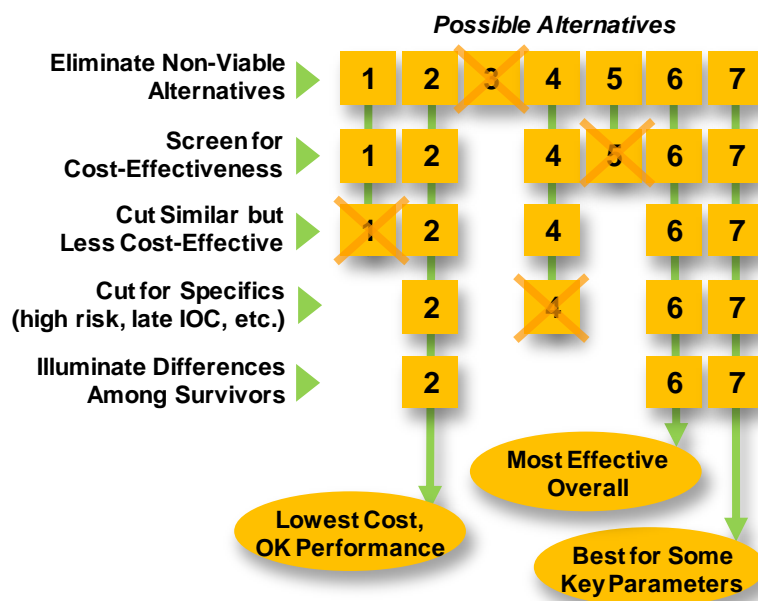 Possible Alternatives
Eliminate Non-Viable
Alternatives
1 2 3 4 5 6 7
Screen for
Cost-Effectiveness
1 2 4 5 6 7
Cut Similar but
Less Cost-Effective
1 2 4 6 7
Cut for Specifics
(high risk, late IOC, etc.)
2 4 6 7
Illuminate Differences
Among Survivors
2 6 7
Most Effective
Overall
Lowest Cost,
OK Performance
Best for Some
Key Parameters